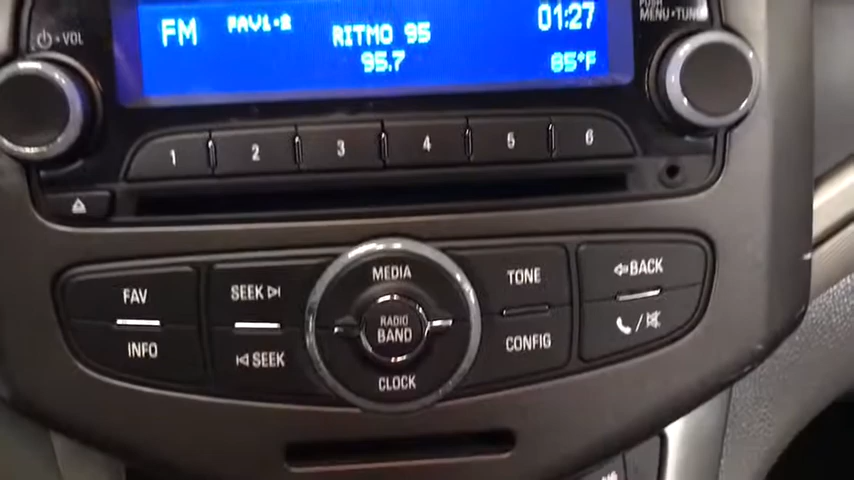 VOL
FM FAV1-2 RITMO 95 01:27
95.7 85°F
PUSH
MENU • TUNE
1 2 3 4 5 6
FAV
INFO
SEEK
SEEK
MEDIA
RADIO
BAND
CLOCK
TONE
CONFIG
BACK
/